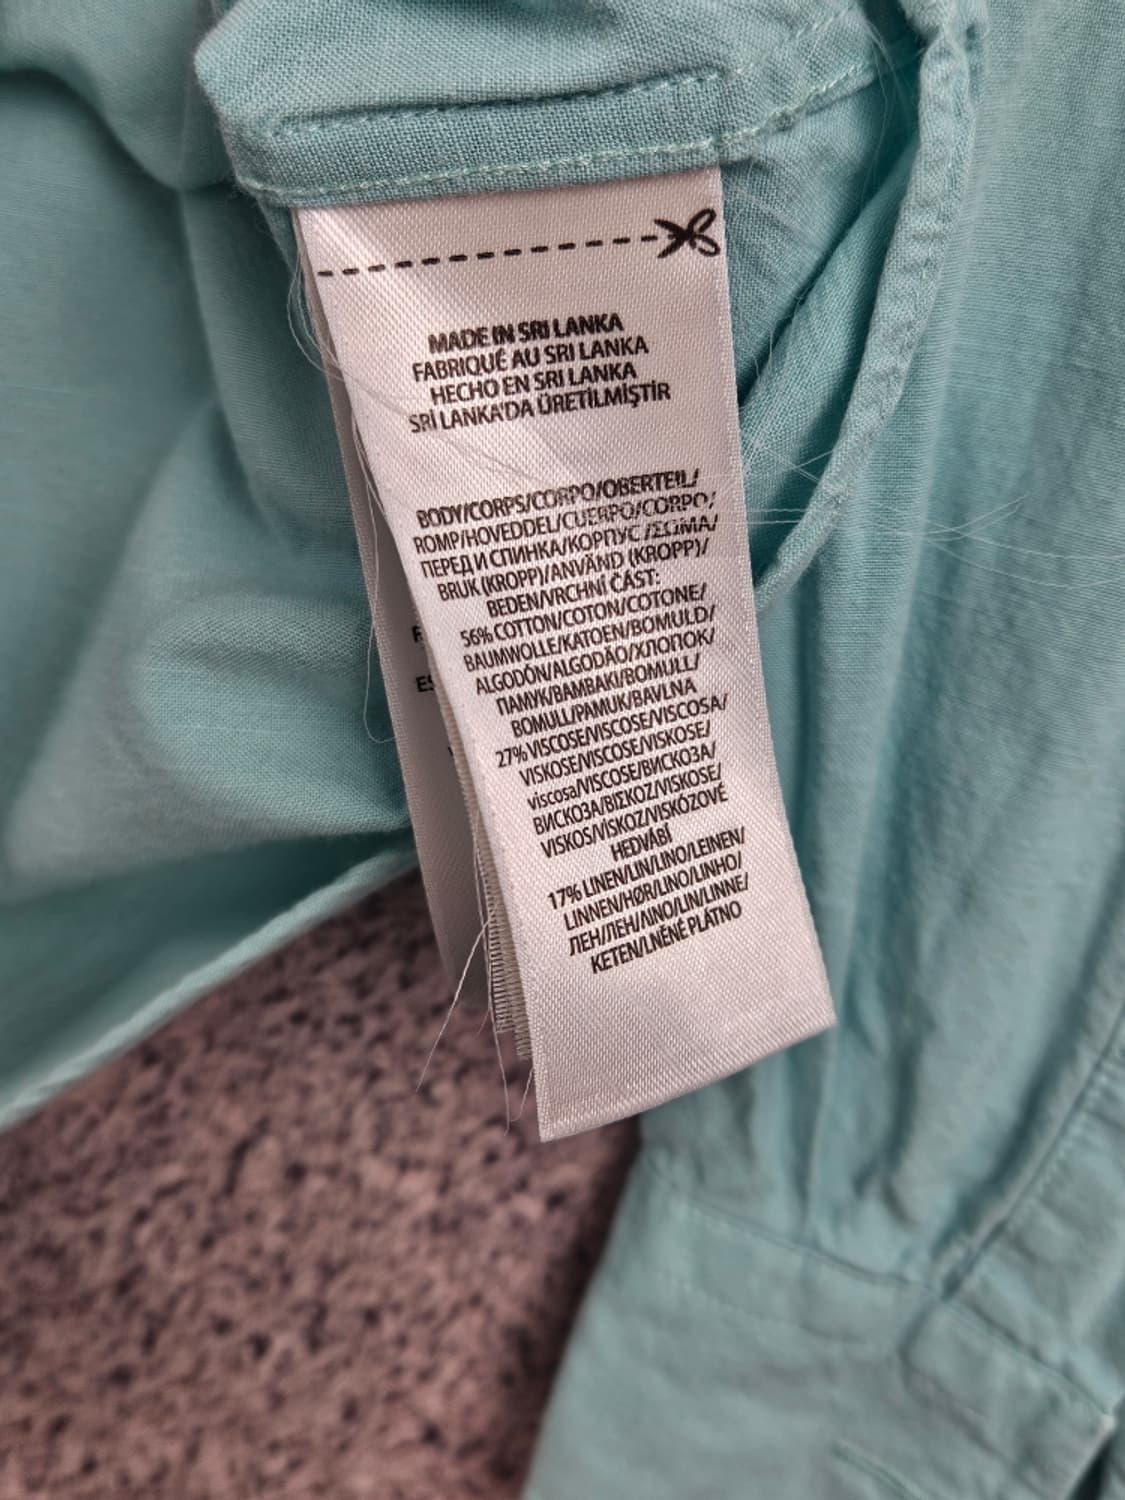 MADE IN SRI LANKA
FABRIQUÉ AU SRI LANKA
HECHO EN SRI LANKA
SRİ LANKA'DA ÜRETİLMİŞTİR
BODY/CORPS/CORPO/OBERTEIL/
ROMP/HOVEDDEL/CUERPO/CORPO/
ПЕРЕД И СПИНКА/КОРПУС/ΣΩΜΑ/
BRUK (KROPP)/ANVÄND (KROPP)/
BEDEN/VRCHNÍ ČÁST:
56% COTTON/COTON/COTONE/
BAUMWOLLE/KATOEN/BOMULD/
ALGODÓN/ALGODÃO/ХЛОПОК/
ПАМУК/ΒΑΜΒΑΚΙ/BOMULL/
BOMULL/PAMUK/BAVLNA
27% VISCOSE/VISCOSE/VISCOSA/
VISKOSE/VISCOSE/VISKOSE/
viscosa/VISCOSE/ВИСКОЗА/
ВИСКОЗА/ΒΙΣΚΟΖ/VISKOSE/
VISKOS/VİSKOZ/VISKÓZOVÉ
HEDVÁBÍ
17% LINEN/LIN/LINO/LEINEN/
LINNEN/HØR/LINO/LINHO/
ЛЕН/ЛЕН/ΛΙΝΟ/LIN/LINNE/
KETEN/LNĚNÉ PLÁTNO